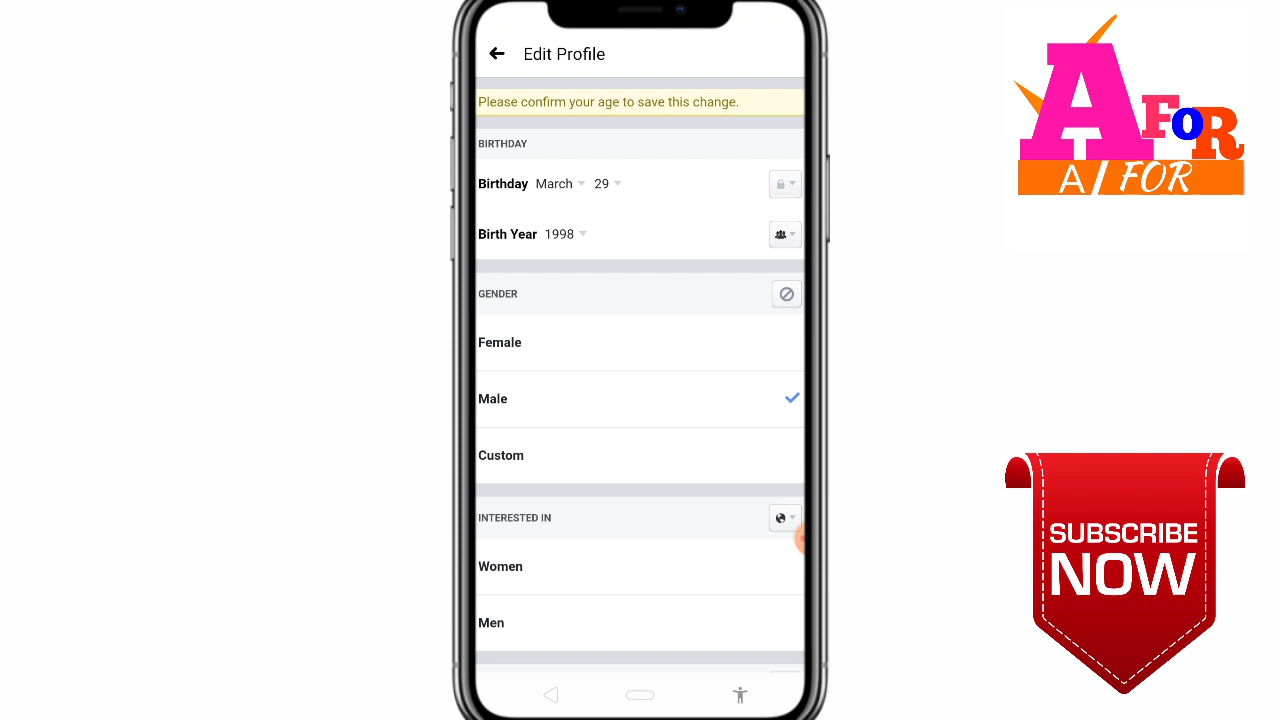 Edit Profile
Please confirm your age to save this change.
BIRTHDAY
Birthday March 29
Birth Year 1998
GENDER
Female
Male
Custom
INTERESTED IN
Women
Men
A FOR
A / FOR
SUBSCRIBE
NOW